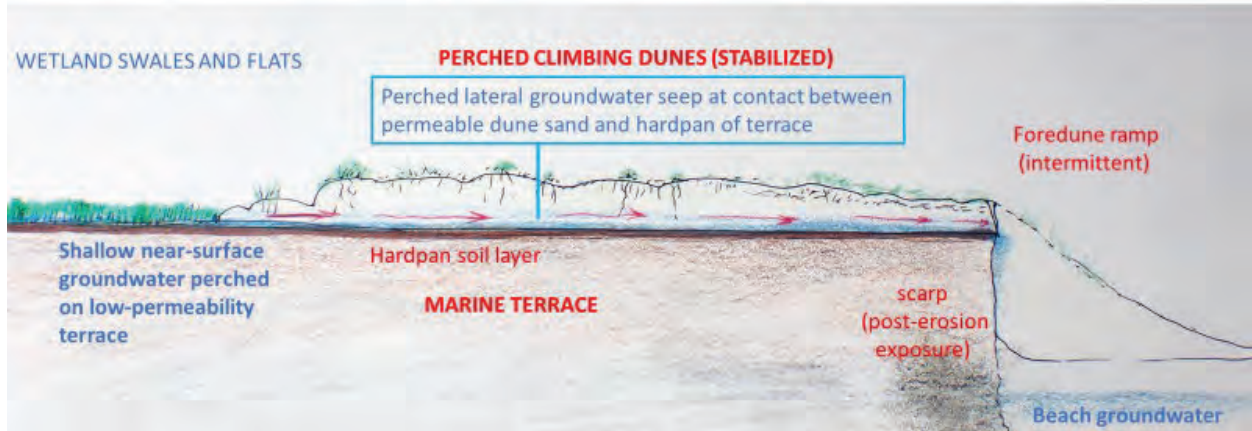 WETLAND SWALES AND FLATS
PERCHED CLIMBING DUNES (STABILIZED)
Perched lateral groundwater seep at contact between
permeable dune sand and hardpan of terrace
Foredune ramp
(intermittent)
Shallow near-surface
groundwater perched
on low-permeability
terrace
Hardpan soil layer
MARINE TERRACE
scarp
(post-erosion
exposure)
Beach groundwater